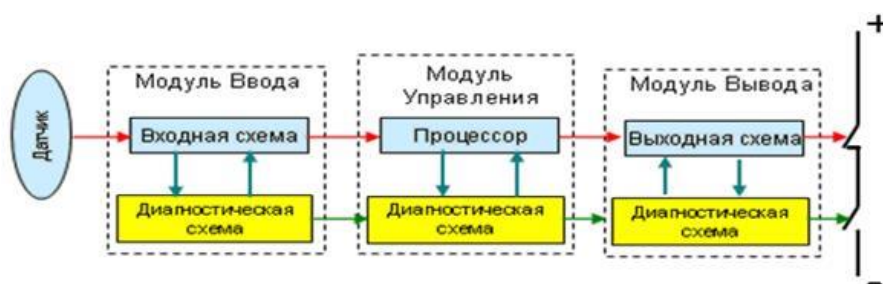 +
Модуль Ввода
Модуль
Управления
Модуль Вывода
Датчик
Входная схема
Процессор
Выходная схема
Диагностическая
схема
Диагностическая
схема
Диагностическая
схема
-